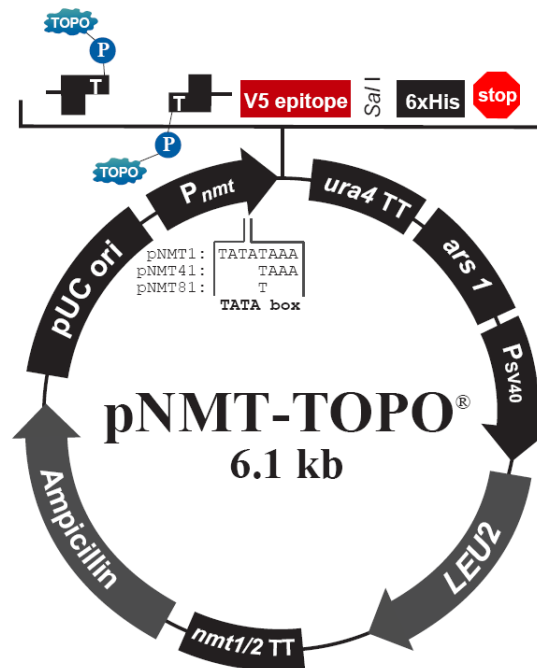 TOPO
P
T
T
V5 epitope
Sal I
6xHis
stop
P
TOPO
Pnmt
ura4 TT
pUC ori
ars 1
pNMT1: TATATAAA
pNMT41: TAAA
pNMT81: T
TATA box
PSV40
pNMT-TOPO®
6.1 kb
Ampicillin
LEU2
nmt1/2 TT